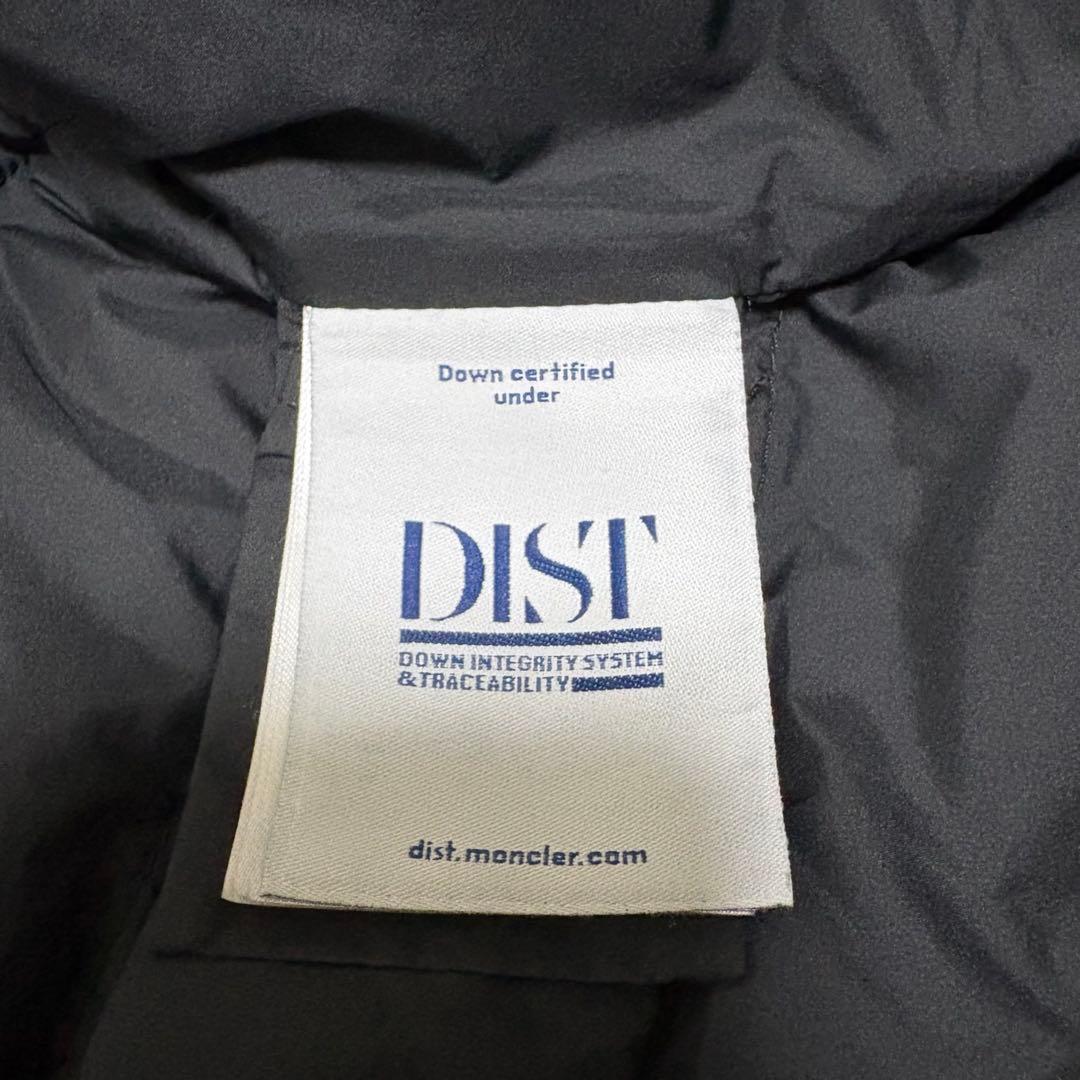 Down certified
under
DIST
DOWN INTEGRITY SYSTEM
& TRACEABILITY
dist.moncler.com